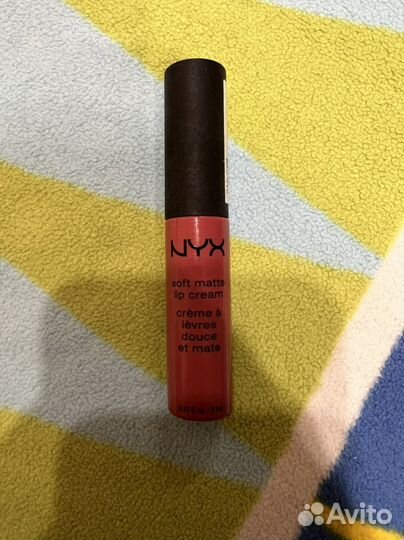 NYX
soft matte
lip cream
crème à
lèvres
douce
et mate
Avito